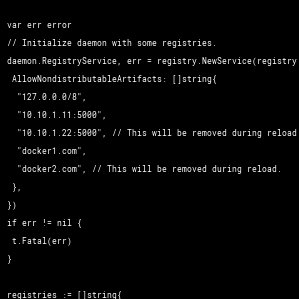 var err error
// Initialize daemon with some registries.
daemon.RegistryService, err = registry.NewService(registry
AllowNondistributableArtifacts: []string{
"127.0.0.0/8",
"10.10.1.11:5000",
"10.10.1.22:5000", // This will be removed during reload
"docker1.com",
"docker2.com", // This will be removed during reload.
},
})
if err != nil {
t.Fatal(err)
}
registries := []string{